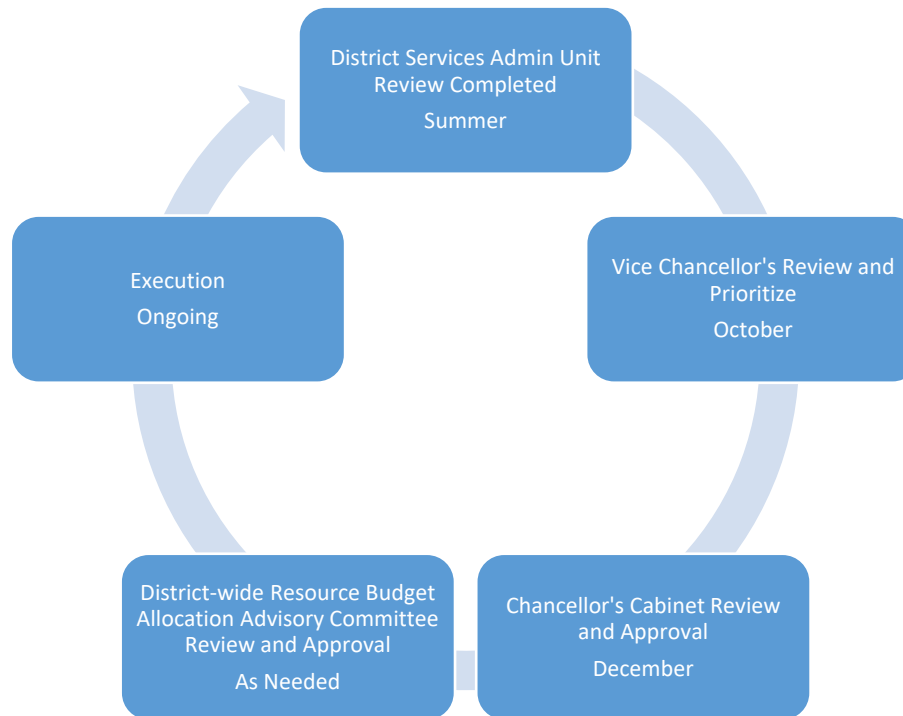 District Services Admin Unit
Review Completed
Summer
Vice Chancellor's Review and
Prioritize
October
Chancellor's Cabinet Review
and Approval
December
District-wide Resource Budget
Allocation Advisory Committee
Review and Approval
As Needed
Execution
Ongoing